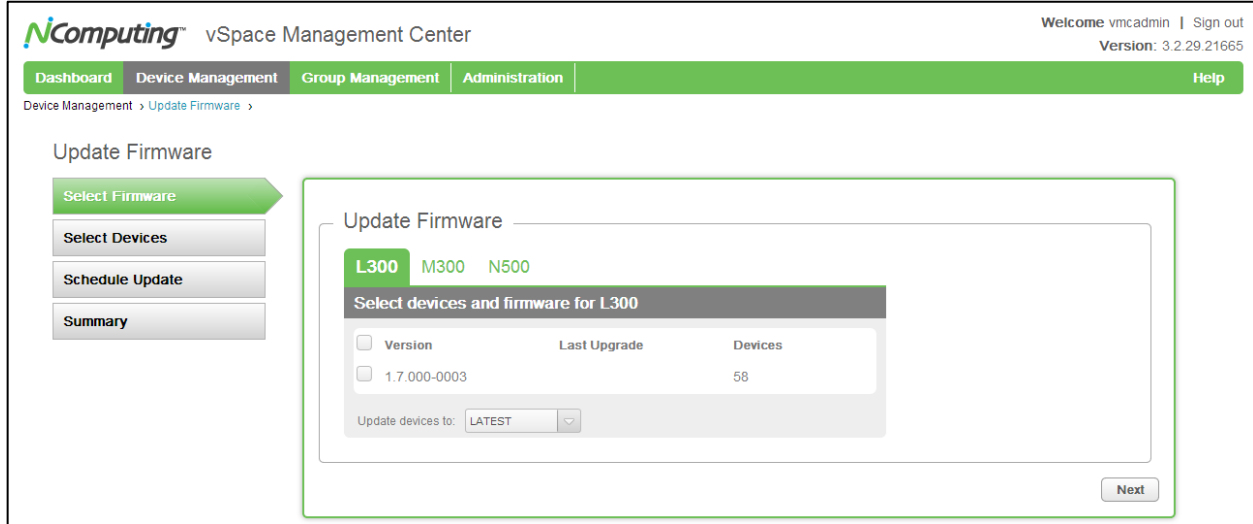 NComputing™ vSpace Management Center
Welcome vmcadmin | Sign out
Version: 3.2.29.21665
Dashboard Device Management Group Management Administration Help
Device Management › Update Firmware ›
Update Firmware
Select Firmware
Select Devices
Schedule Update
Summary
Update Firmware
L300 M300 N500
Select devices and firmware for L300
Version Last Upgrade Devices
1.7.000-0003 58
Update devices to: LATEST
Next